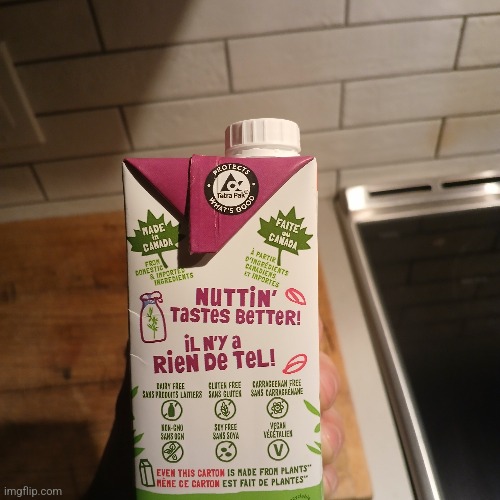 PROTECTS
Tetra Pak
WHAT'S GOOD
MADE
in
CANADA
FROM
DOMESTIC
& IMPORTED
INGREDIENTS
FAITE
au
CANADA
À PARTIR
D'INGRÉDIENTS
CANADIENS
ET IMPORTÉS
NUTTiN'
TasTes BeTTer!
iL N'Y a
RieN De TeL!
DAIRY FREE
SANS PRODUITS LAITIERS
GLUTEN FREE
SANS GLUTEN
CARRAGEENAN FREE
SANS CARRAGHÉNANE
NON-GMO
SANS OGM
SOY FREE
SANS SOYA
VEGAN
VÉGÉTALIEN
V
EVEN THIS CARTON IS MADE FROM PLANTS**
MÊME CE CARTON EST FAIT DE PLANTES**
imgflip.com